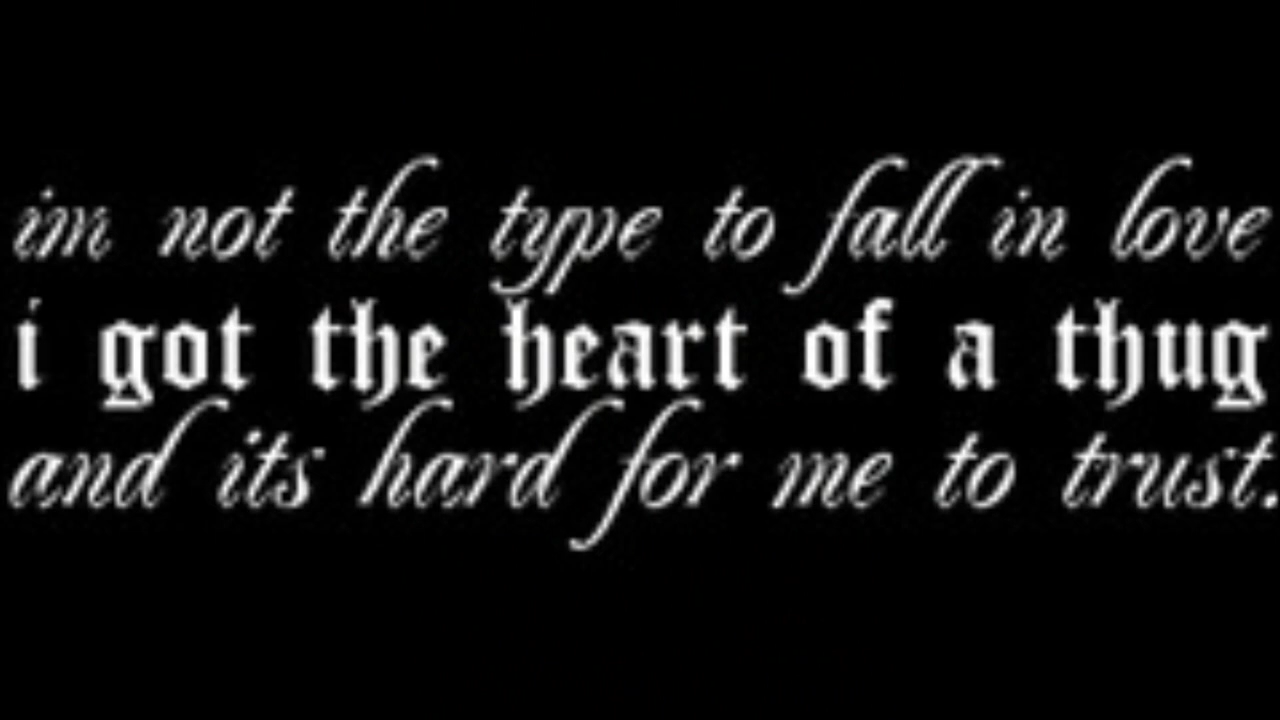 im not the type to fall in love
i got the heart of a thug
and its hard for me to trust.